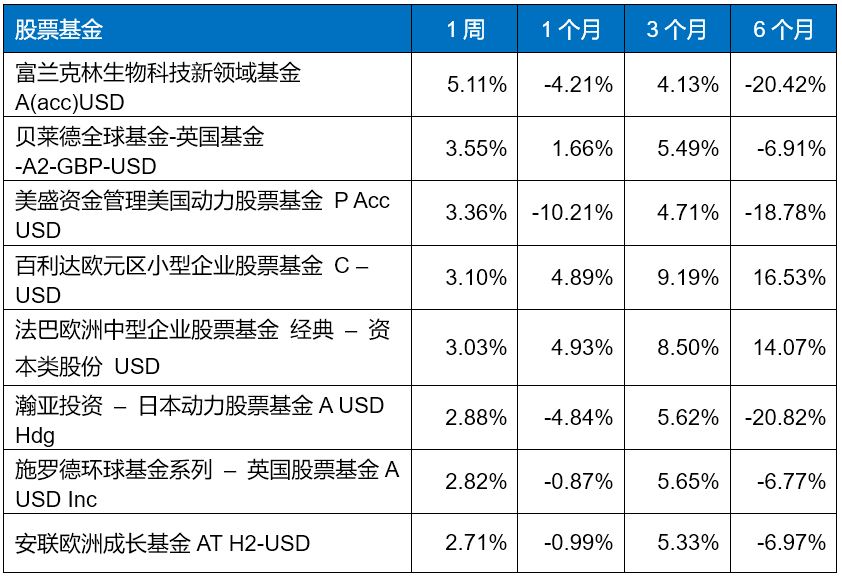 股票基金 1 周 1 个月 3 个月 6 个月
富兰克林生物科技新领域基金
A(acc)USD 5.11% -4.21% 4.13% -20.42%
贝莱德全球基金-英国基金
-A2-GBP-USD 3.55% 1.66% 5.49% -6.91%
美盛资金管理美国动力股票基金 P Acc
USD 3.36% -10.21% 4.71% -18.78%
百利达欧元区小型企业股票基金 C –
USD 3.10% 4.89% 9.19% 16.53%
法巴欧洲中型企业股票基金 经典 – 资
本类股份 USD 3.03% 4.93% 8.50% 14.07%
瀚亚投资 – 日本动力股票基金 A USD
Hdg 2.88% -4.84% 5.62% -20.82%
施罗德环球基金系列 – 英国股票基金 A
USD Inc 2.82% -0.87% 5.65% -6.77%
安联欧洲成长基金 AT H2-USD 2.71% -0.99% 5.33% -6.97%